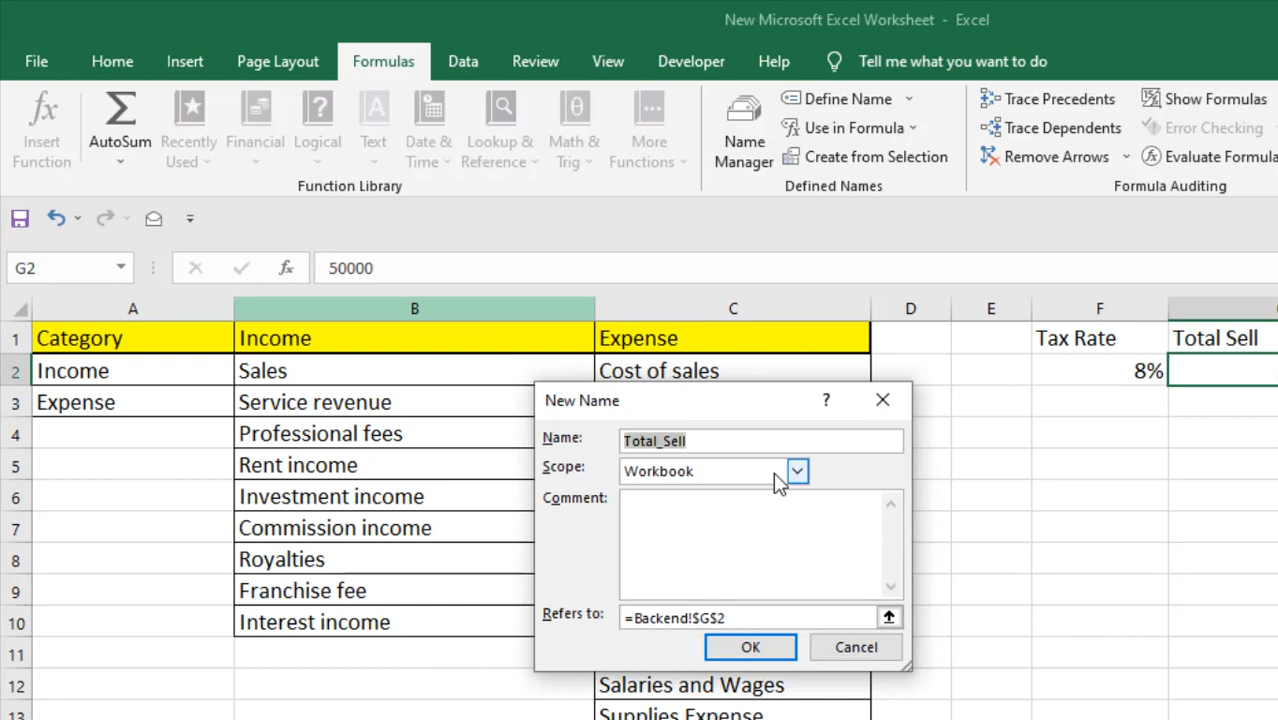 New Microsoft Excel Worksheet - Excel
File Home Insert Page Layout Formulas Data Review View Developer Help Tell me what you want to do
Insert Function
AutoSum
Recently Used
Financial
Logical
Text
Date & Time
Lookup & Reference
Math & Trig
More Functions
Function Library
Name Manager
Define Name
Use in Formula
Create from Selection
Defined Names
Trace Precedents
Trace Dependents
Remove Arrows
Show Formulas
Error Checking
Evaluate Formula
Formula Auditing
G2 fx 50000
A B C D E F
1 Category Income Expense Tax Rate Total Sell
2 Income Sales Cost of sales 8%
3 Expense Service revenue
4 Professional fees
5 Rent income
6 Investment income
7 Commission income
8 Royalties
9 Franchise fee
10 Interest income
11
12 Salaries and Wages
13 Supplies Expense
New Name ?
Name: Total_Sell
Scope: Workbook
Comment:
Refers to: =Backend!$G$2
OK Cancel